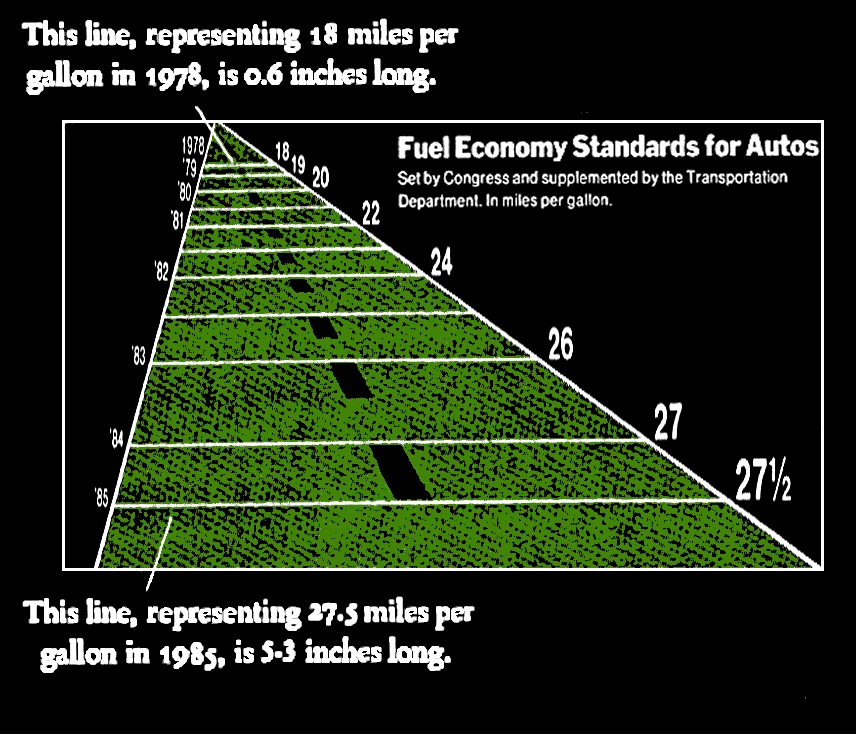 This line, representing 18 miles per
gallon in 1978, is 0.6 inches long.
Fuel Economy Standards for Autos
Set by Congress and supplemented by the Transportation
Department. In miles per gallon.
1978
18
'79
19
'80
20
'81
22
'82
24
'83
26
'84
27
'85
27½
This line, representing 27.5 miles per
gallon in 1985, is 5.3 inches long.